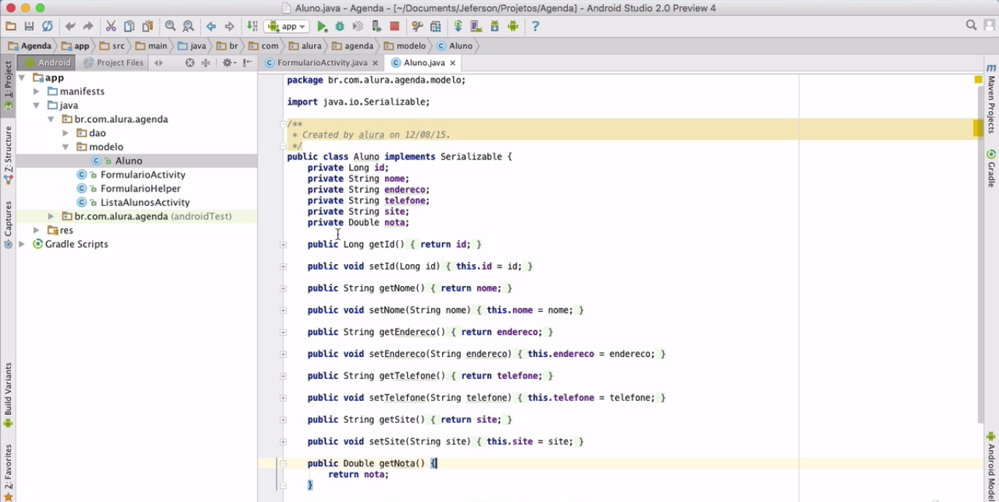 Aluno.java - Agenda - [~/Documents/Jeferson/Projetos/Agenda] - Android Studio 2.0 Preview 4
app
Agenda app src main java br com alura agenda modelo Aluno
Android Project Files
FormularioActivity.java Aluno.java
1: Project
Z: Structure
Captures
Build Variants
2: Favorites
app
manifests
java
br.com.alura.agenda
dao
modelo
Aluno
FormularioActivity
FormularioHelper
ListaAlunosActivity
br.com.alura.agenda (androidTest)
res
Gradle Scripts
package br.com.alura.agenda.modelo;
import java.io.Serializable;
/**
* Created by alura on 12/08/15.
*/
public class Aluno implements Serializable {
private Long id;
private String nome;
private String endereco;
private String telefone;
private String site;
private Double nota;
public Long getId() { return id; }
public void setId(Long id) { this.id = id; }
public String getNome() { return nome; }
public void setNome(String nome) { this.nome = nome; }
public String getEndereco() { return endereco; }
public void setEndereco(String endereco) { this.endereco = endereco; }
public String getTelefone() { return telefone; }
public void setTelefone(String telefone) { this.telefone = telefone; }
public String getSite() { return site; }
public void setSite(String site) { this.site = site; }
public Double getNota() {
return nota;
}
Maven Projects
Gradle
Android Model